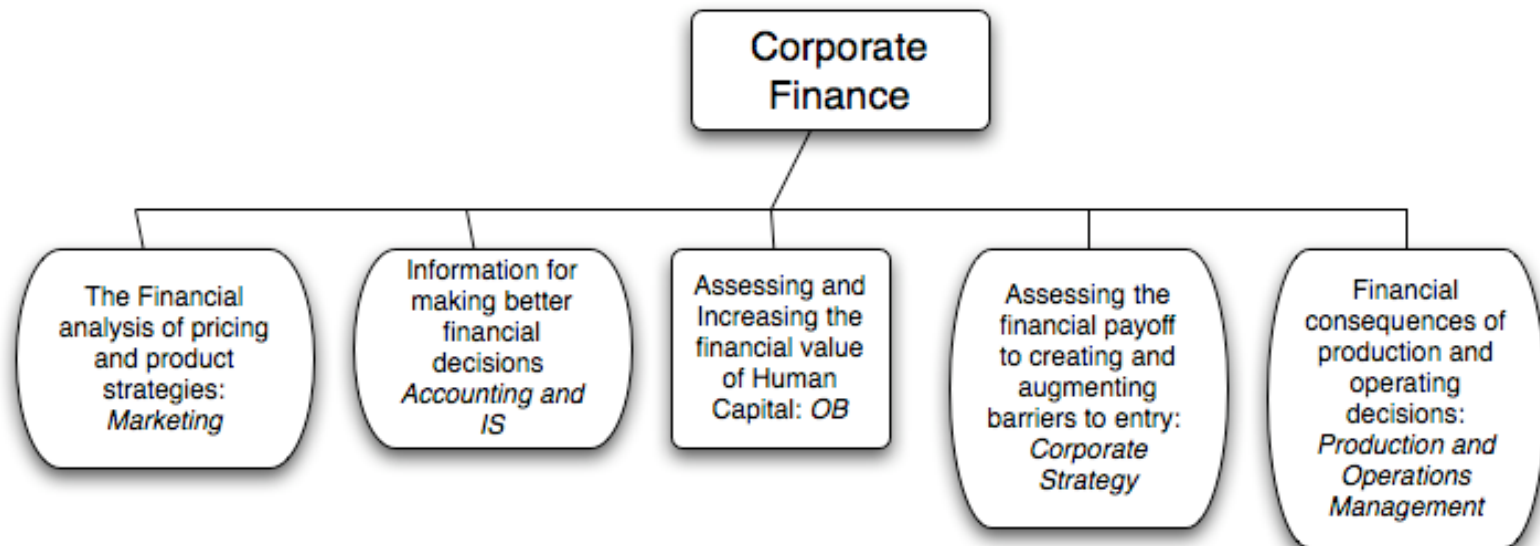 Corporate
Finance
The Financial
analysis of pricing
and product
strategies:
Marketing
Information for
making better
financial
decisions
Accounting and
IS
Assessing and
Increasing the
financial value
of Human
Capital: OB
Assessing the
financial payoff
to creating and
augmenting
barriers to entry:
Corporate
Strategy
Financial
consequences of
production and
operating
decisions:
Production and
Operations
Management